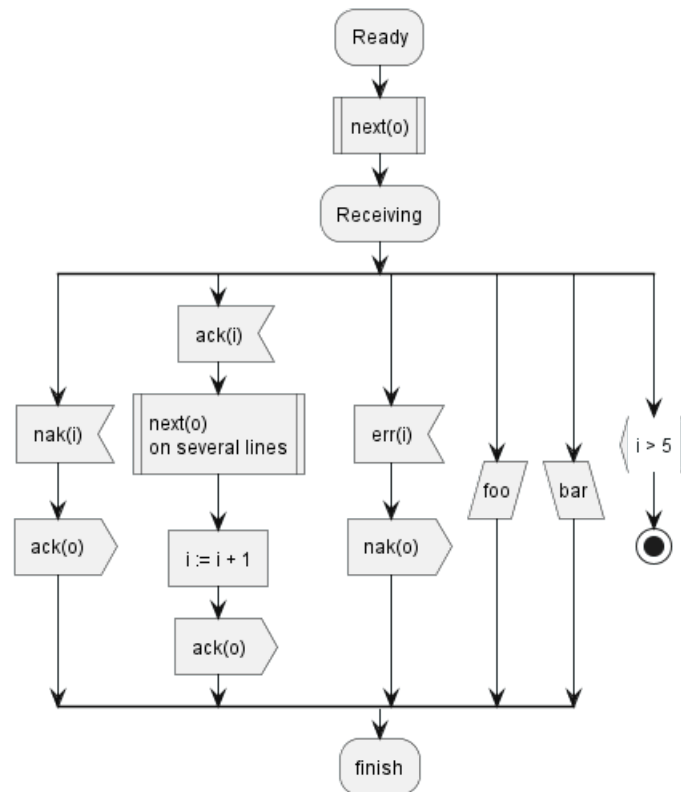 Ready
next(o)
Receiving
nak(i)
ack(o)
ack(i)
next(o)
on several lines
i := i + 1
ack(o)
err(i)
nak(o)
foo
bar
i > 5
finish